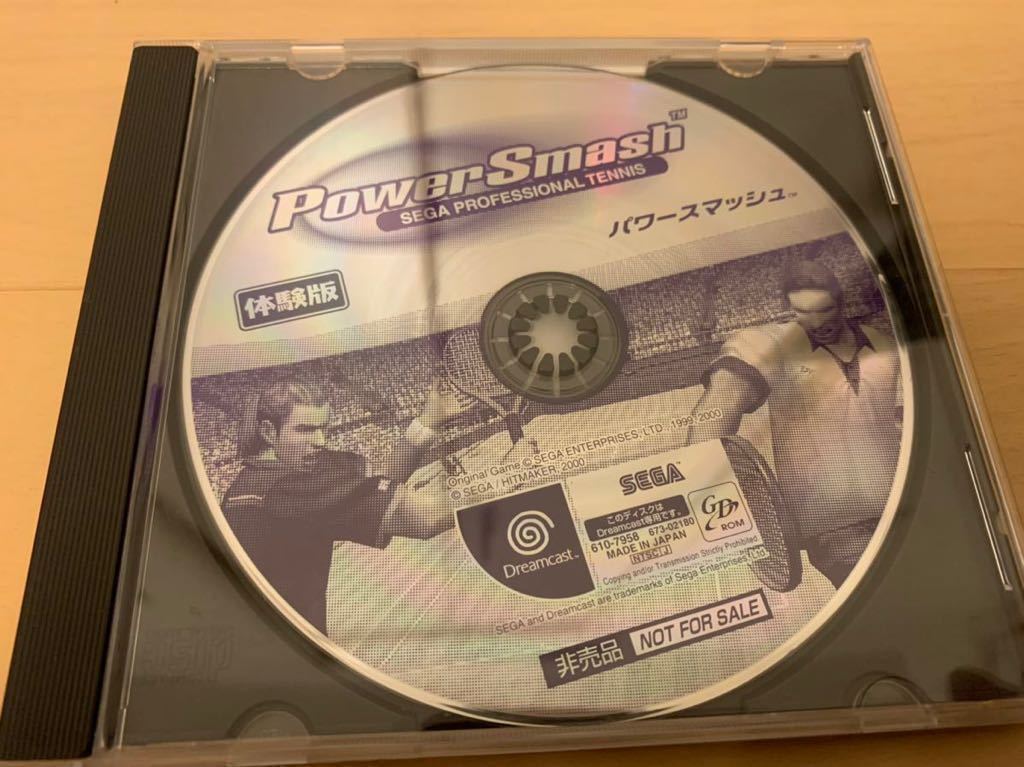 PowerSmash™
SEGA PROFESSIONAL TENNIS
パワースマッシュ™
体験版
Original Game © SEGA ENTERPRISES, LTD. 1999, 2000
© SEGA / HITMAKER, 2000
SEGA™
Dreamcast™
このディスクは
Dreamcast専用です。
610-7958 673-02180
MADE IN JAPAN
NTSC J
GD ROM
Copying and/or Transmission Strictly Prohibited.
SEGA and Dreamcast are trademarks of Sega Enterprises, Ltd.
非売品 NOT FOR SALE